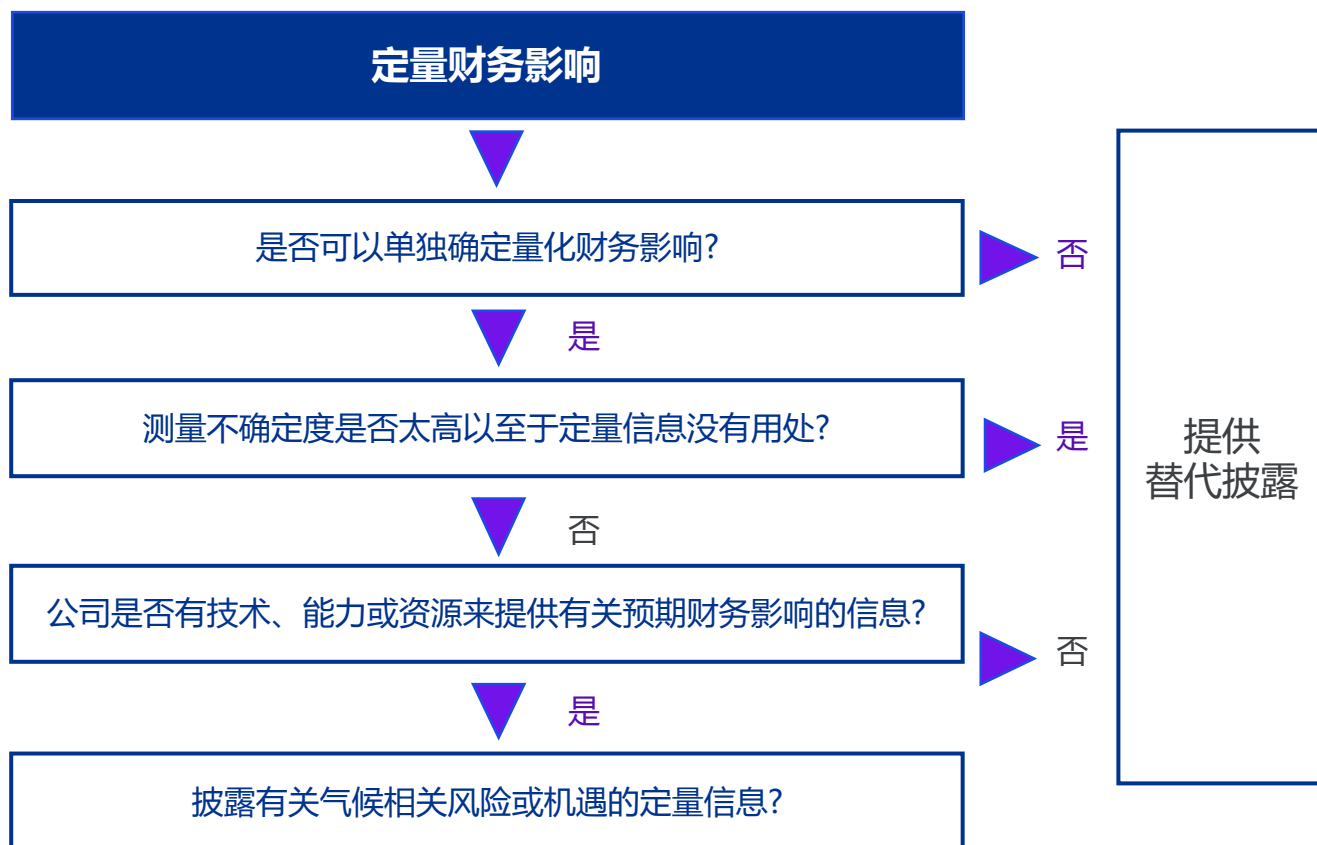 定量财务影响
是否可以单独确定量化财务影响?
否
是
测量不确定度是否太高以至于定量信息没有用处?
是
否
公司是否有技术、能力或资源来提供有关预期财务影响的信息?
否
是
披露有关气候相关风险或机遇的定量信息?
提供
替代披露